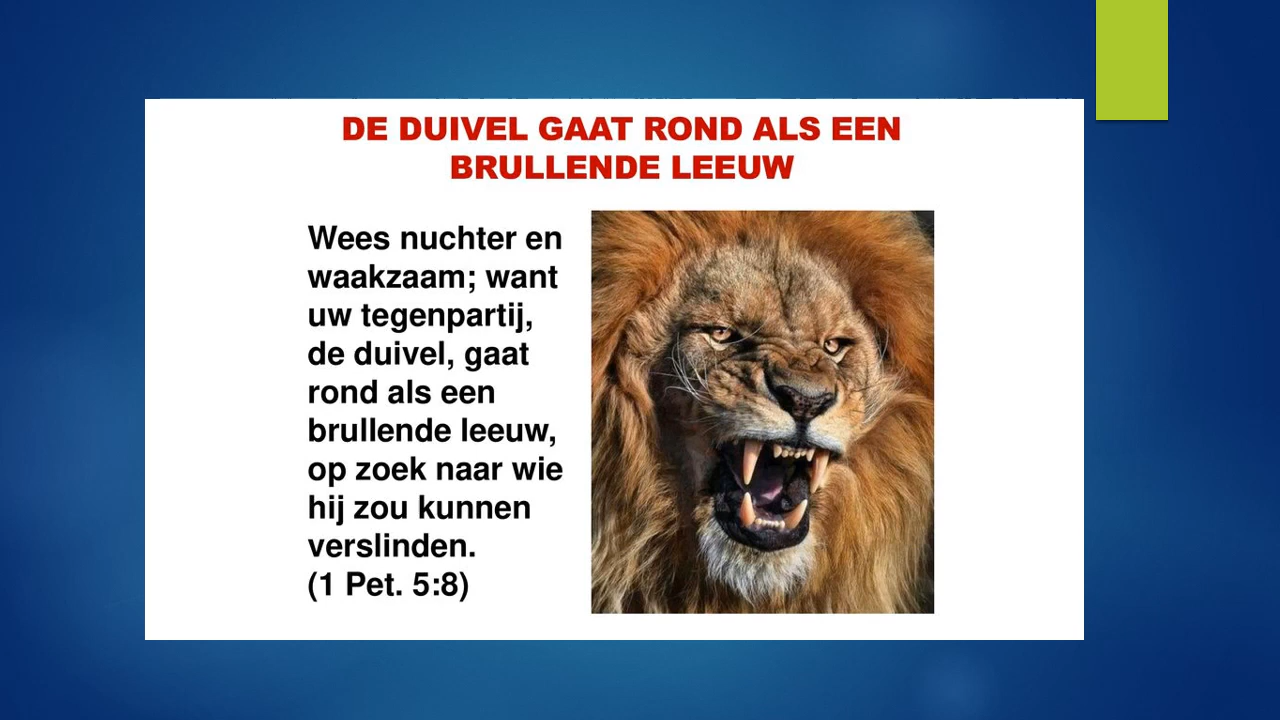 DE DUIVEL GAAT ROND ALS EEN
BRULLENDE LEEUW
Wees nuchter en
waakzaam; want
uw tegenpartij,
de duivel, gaat
rond als een
brullende leeuw,
op zoek naar wie
hij zou kunnen
verslinden.
(1 Pet. 5:8)